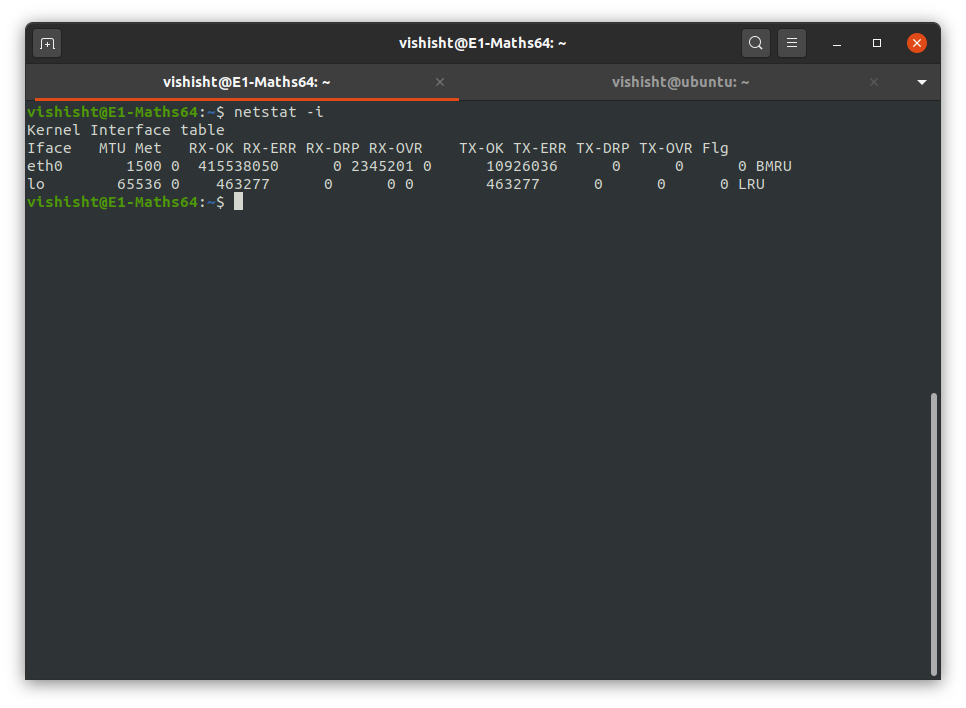 vishisht@E1-Maths64: ~
vishisht@E1-Maths64: ~ vishisht@ubuntu: ~
vishisht@E1-Maths64:~$ netstat -i
Kernel Interface table
Iface   MTU Met   RX-OK RX-ERR RX-DRP RX-OVR    TX-OK TX-ERR TX-DRP TX-OVR Flg
eth0       1500 0  415538050      0 2345201 0      10926036      0      0      0 BMRU
lo        65536 0    463277      0      0 0        463277      0      0      0 LRU
vishisht@E1-Maths64:~$